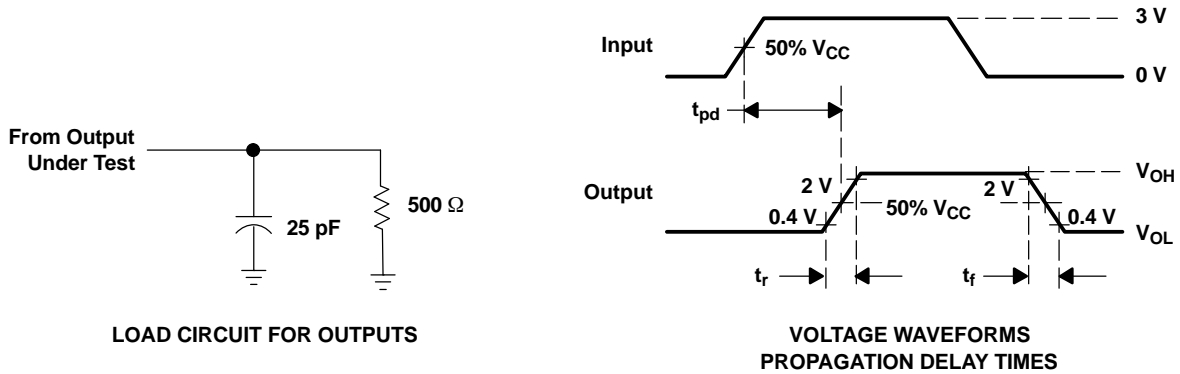 From Output
Under Test
25 pF
500 Ω
LOAD CIRCUIT FOR OUTPUTS
Input
50% VCC
3 V
0 V
tpd
Output
2 V
0.4 V
50% VCC
2 V
0.4 V
VOH
VOL
tr
tf
VOLTAGE WAVEFORMS
PROPAGATION DELAY TIMES